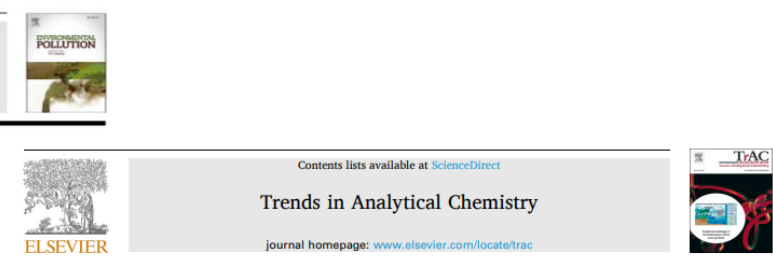 ENVIRONMENTAL
POLLUTION
Contents lists available at ScienceDirect
Trends in Analytical Chemistry
journal homepage: www.elsevier.com/locate/trac
ELSEVIER
TrAC